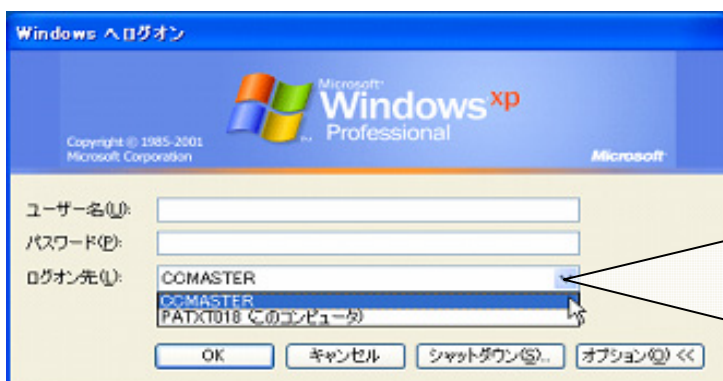 Windows へログオン
Microsoft
Windows xp
Professional
Copyright © 1985-2001
Microsoft Corporation
Microsoft
ユーザー名(U):
パスワード(P):
ログオン先(L):
CCMASTER
CCMASTER
PATXT018 (このコンピュータ)
OK
キャンセル
シャットダウン(S)...
オプション(O) <<